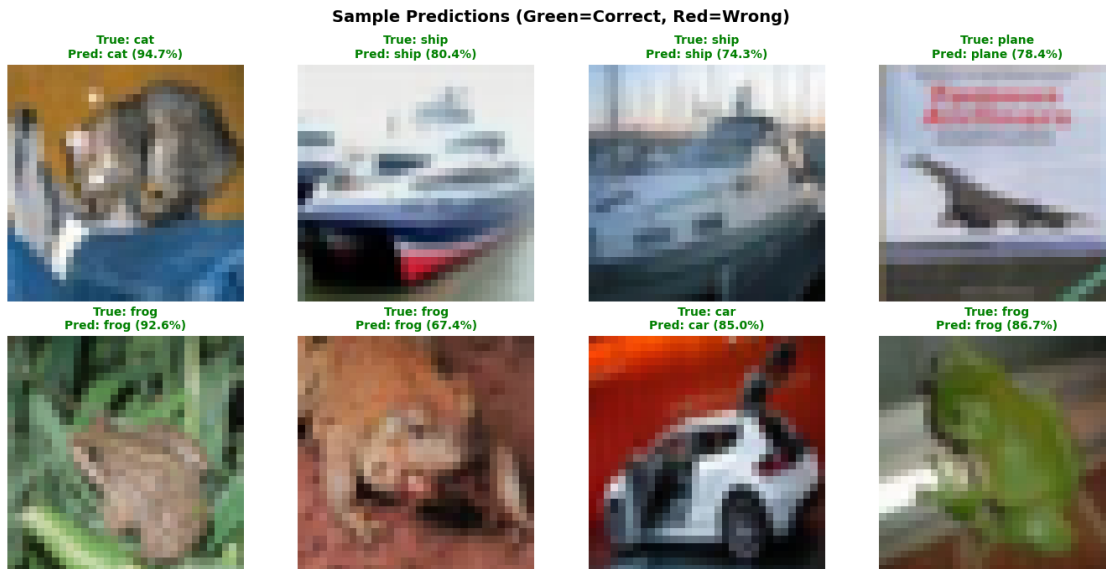 Sample Predictions (Green=Correct, Red=Wrong)
True: cat
Pred: cat (94.7%)
True: ship
Pred: ship (80.4%)
True: ship
Pred: ship (74.3%)
True: plane
Pred: plane (78.4%)
True: frog
Pred: frog (92.6%)
True: frog
Pred: frog (67.4%)
True: car
Pred: car (85.0%)
True: frog
Pred: frog (86.7%)